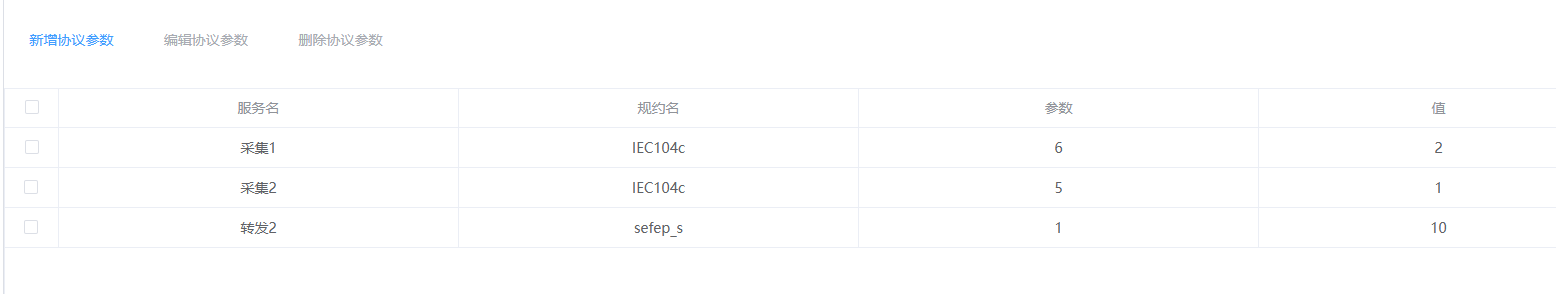 新增协议参数 编辑协议参数 删除协议参数
服务名 规约名 参数 值
采集1 IEC104c 6 2
采集2 IEC104c 5 1
转发2 sefep_s 1 10